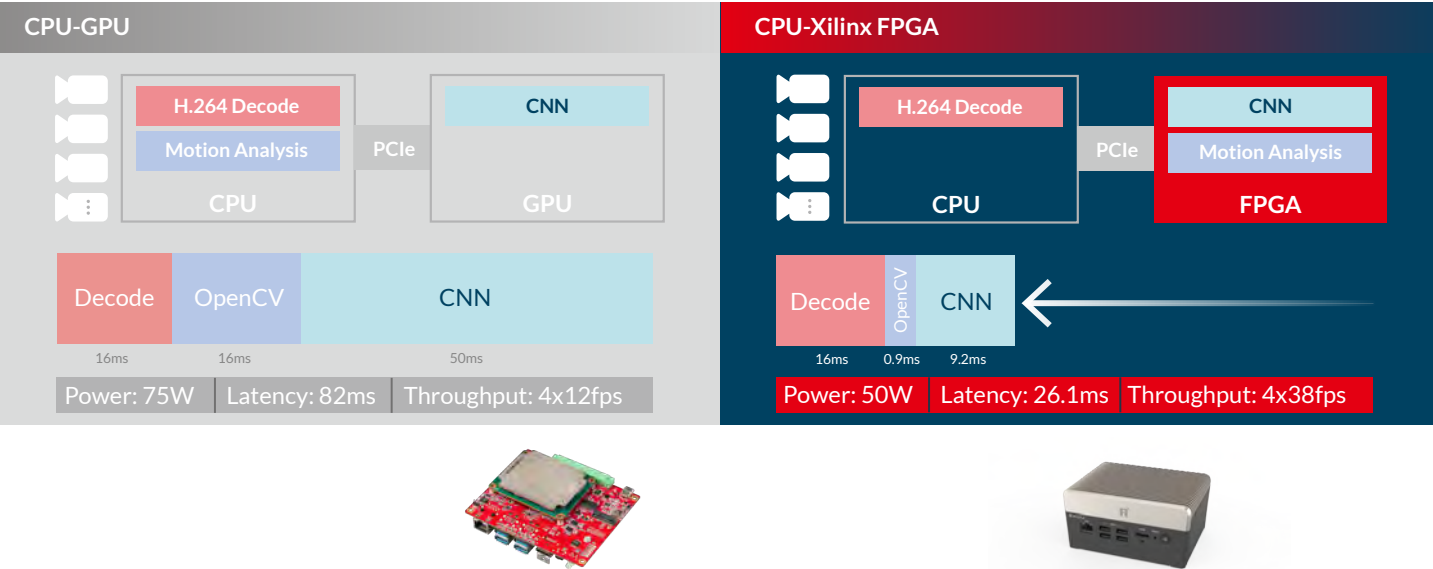 CPU-GPU
H.264 Decode
Motion Analysis
CPU
PCIe
CNN
GPU
Decode
OpenCV
CNN
16ms
16ms
50ms
Power: 75W
Latency: 82ms
Throughput: 4x12fps
CPU-Xilinx FPGA
H.264 Decode
CPU
PCIe
CNN
Motion Analysis
FPGA
Decode
OpenCV
CNN
16ms
0.9ms
9.2ms
Power: 50W
Latency: 26.1ms
Throughput: 4x38fps